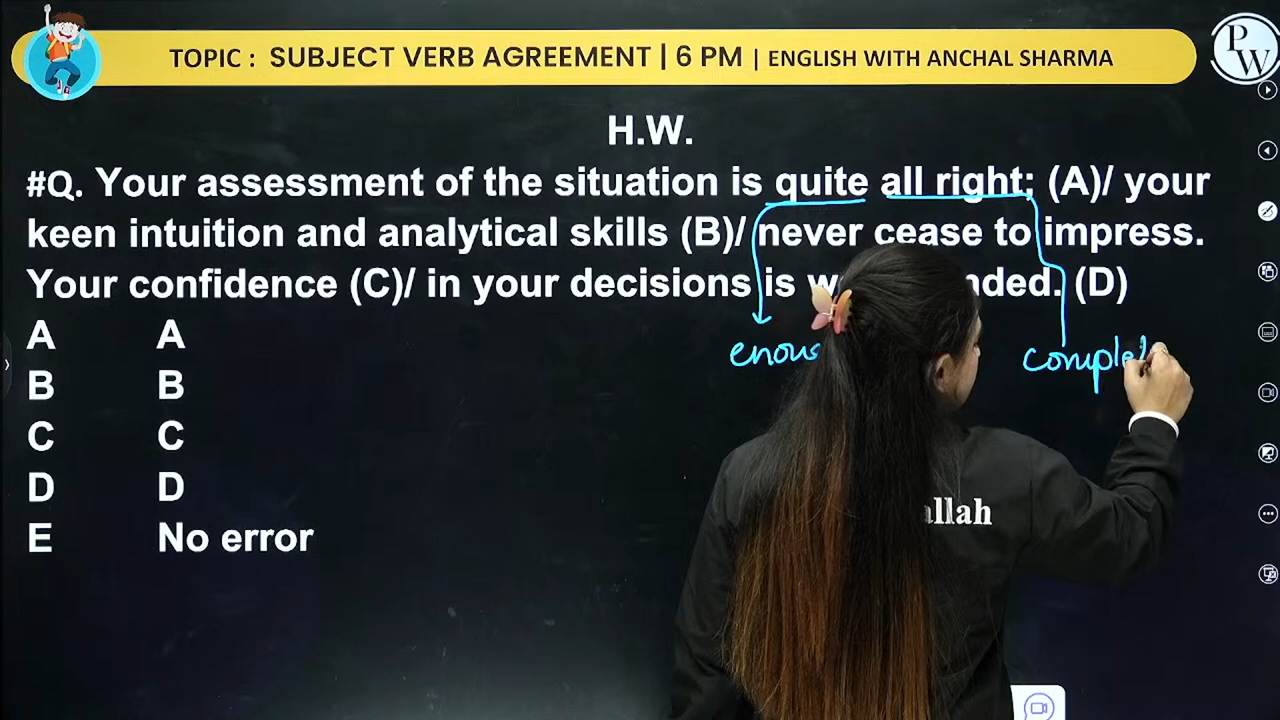 TOPIC : SUBJECT VERB AGREEMENT | 6 PM | ENGLISH WITH ANCHAL SHARMA
P
W
H.W.
#Q. Your assessment of the situation is quite all right; (A)/ your
keen intuition and analytical skills (B)/ never cease to impress.
Your confidence (C)/ in your decisions is (D)
A A
B B
C C
D D
E No error